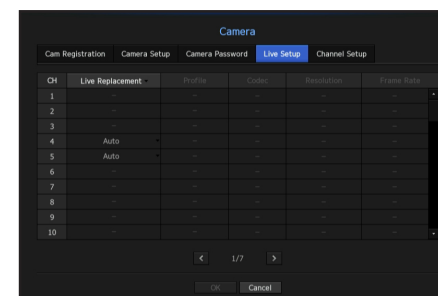 Camera
Cam Registration Camera Setup Camera Password Live Setup Channel Setup
CH Live Replacement Profile Codec Resolution Frame Rate
1 -- -- -- -- --
2 -- -- -- -- --
3 -- -- -- -- --
4 Auto -- -- -- --
5 Auto -- -- -- --
6 -- -- -- -- --
7 -- -- -- -- --
8 -- -- -- -- --
9 -- -- -- -- --
10 -- -- -- -- --
< 1/7 >
OK Cancel